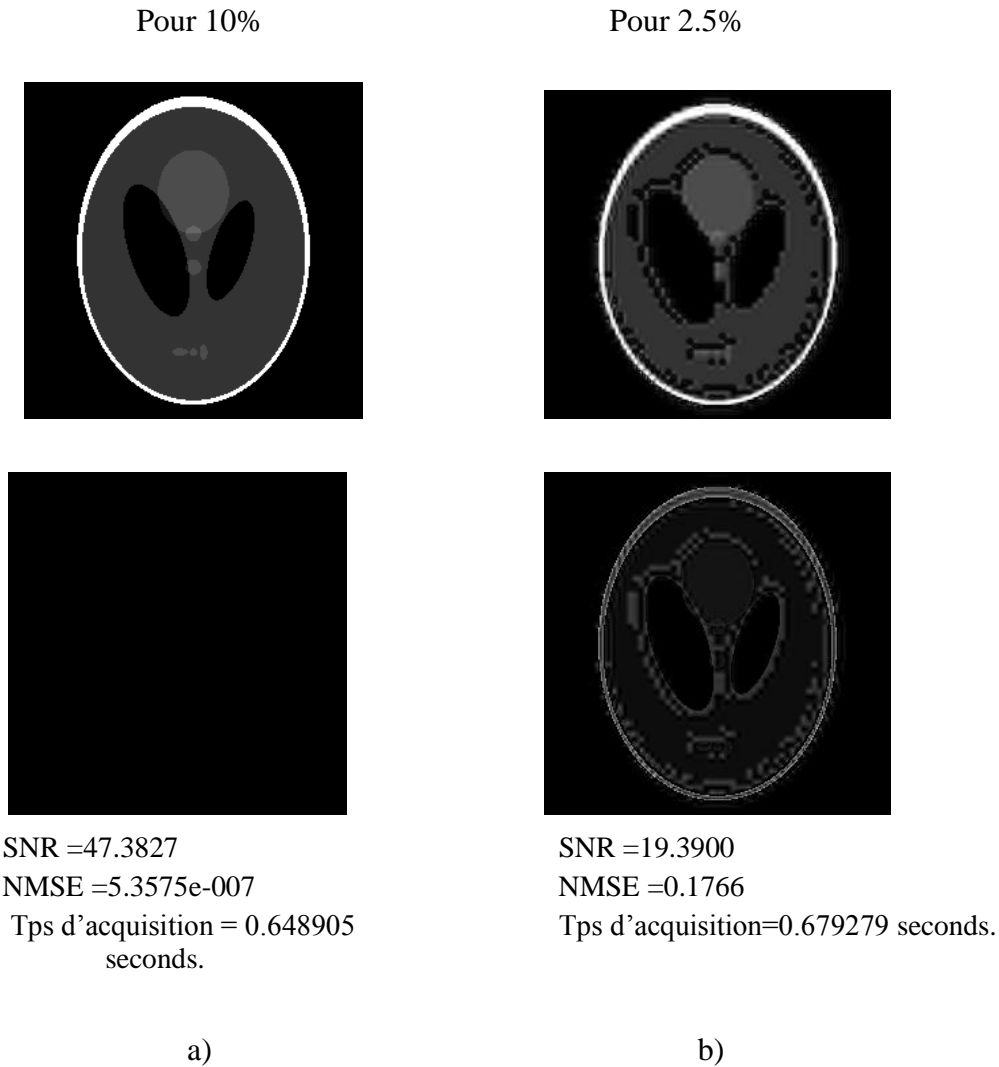 Pour 10%
Pour 2.5%
SNR =47.3827
NMSE =5.3575e-007
Tps d’acquisition = 0.648905
seconds.
SNR =19.3900
NMSE =0.1766
Tps d’acquisition=0.679279 seconds.
a)
b)